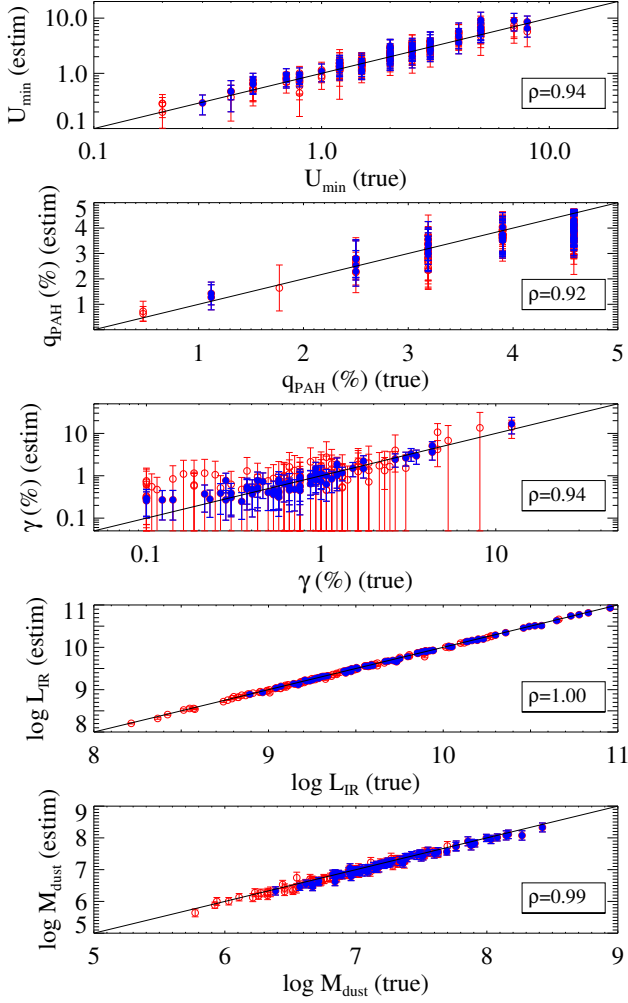 U_min (estim)
10.0
1.0
0.1
ρ=0.94
0.1 1.0 10.0
U_min (true)
q_PAH (%) (estim)
5
4
3
2
1
ρ=0.92
1 2 3 4 5
q_PAH (%) (true)
γ (%) (estim)
10
1
0.1
ρ=0.94
0.1 1 10
γ (%) (true)
log L_IR (estim)
11
10
9
8
ρ=1.00
8 9 10 11
log L_IR (true)
log M_dust (estim)
9
8
7
6
5
ρ=0.99
5 6 7 8 9
log M_dust (true)